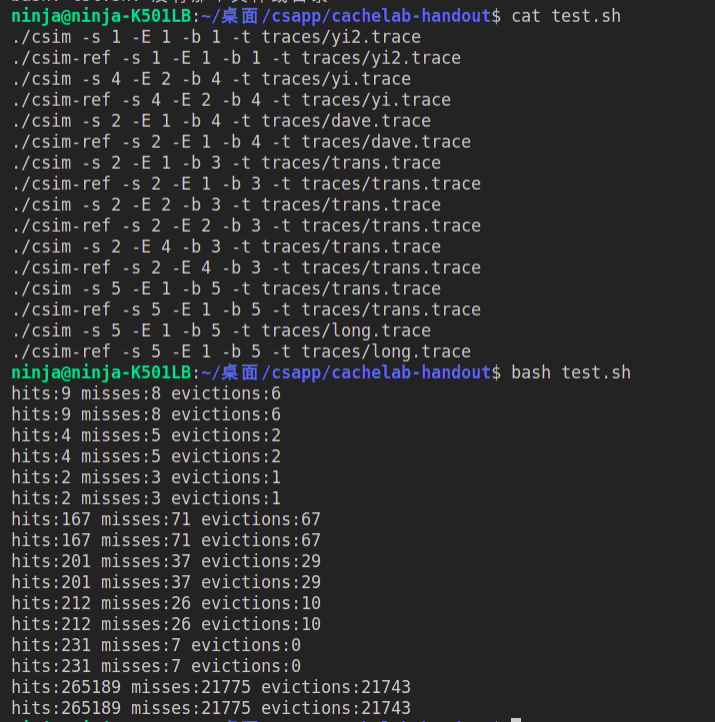 ninja@ninja-K501LB:~/桌面/csapp/cachelab-handout$ cat test.sh
./csim -s 1 -E 1 -b 1 -t traces/yi2.trace
./csim-ref -s 1 -E 1 -b 1 -t traces/yi2.trace
./csim -s 4 -E 2 -b 4 -t traces/yi.trace
./csim-ref -s 4 -E 2 -b 4 -t traces/yi.trace
./csim -s 2 -E 1 -b 4 -t traces/dave.trace
./csim-ref -s 2 -E 1 -b 4 -t traces/dave.trace
./csim -s 2 -E 1 -b 3 -t traces/trans.trace
./csim-ref -s 2 -E 1 -b 3 -t traces/trans.trace
./csim -s 2 -E 2 -b 3 -t traces/trans.trace
./csim-ref -s 2 -E 2 -b 3 -t traces/trans.trace
./csim -s 2 -E 4 -b 3 -t traces/trans.trace
./csim-ref -s 2 -E 4 -b 3 -t traces/trans.trace
./csim -s 5 -E 1 -b 5 -t traces/trans.trace
./csim-ref -s 5 -E 1 -b 5 -t traces/trans.trace
./csim -s 5 -E 1 -b 5 -t traces/long.trace
./csim-ref -s 5 -E 1 -b 5 -t traces/long.trace
ninja@ninja-K501LB:~/桌面/csapp/cachelab-handout$ bash test.sh
hits:9 misses:8 evictions:6
hits:9 misses:8 evictions:6
hits:4 misses:5 evictions:2
hits:4 misses:5 evictions:2
hits:2 misses:3 evictions:1
hits:2 misses:3 evictions:1
hits:167 misses:71 evictions:67
hits:167 misses:71 evictions:67
hits:201 misses:37 evictions:29
hits:201 misses:37 evictions:29
hits:212 misses:26 evictions:10
hits:212 misses:26 evictions:10
hits:231 misses:7 evictions:0
hits:231 misses:7 evictions:0
hits:265189 misses:21775 evictions:21743
hits:265189 misses:21775 evictions:21743